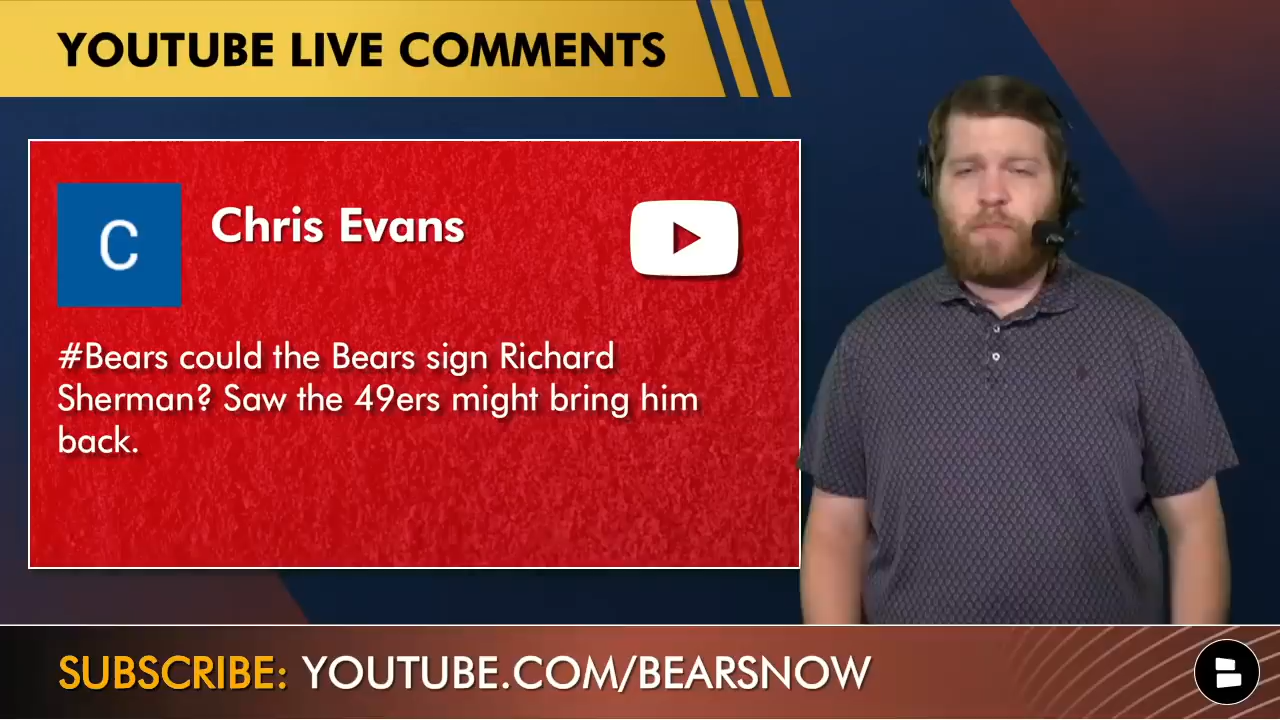 YOUTUBE LIVE COMMENTS
C
Chris Evans
#Bears could the Bears sign Richard
Sherman? Saw the 49ers might bring him
back.
SUBSCRIBE: YOUTUBE.COM/BEARSNOW